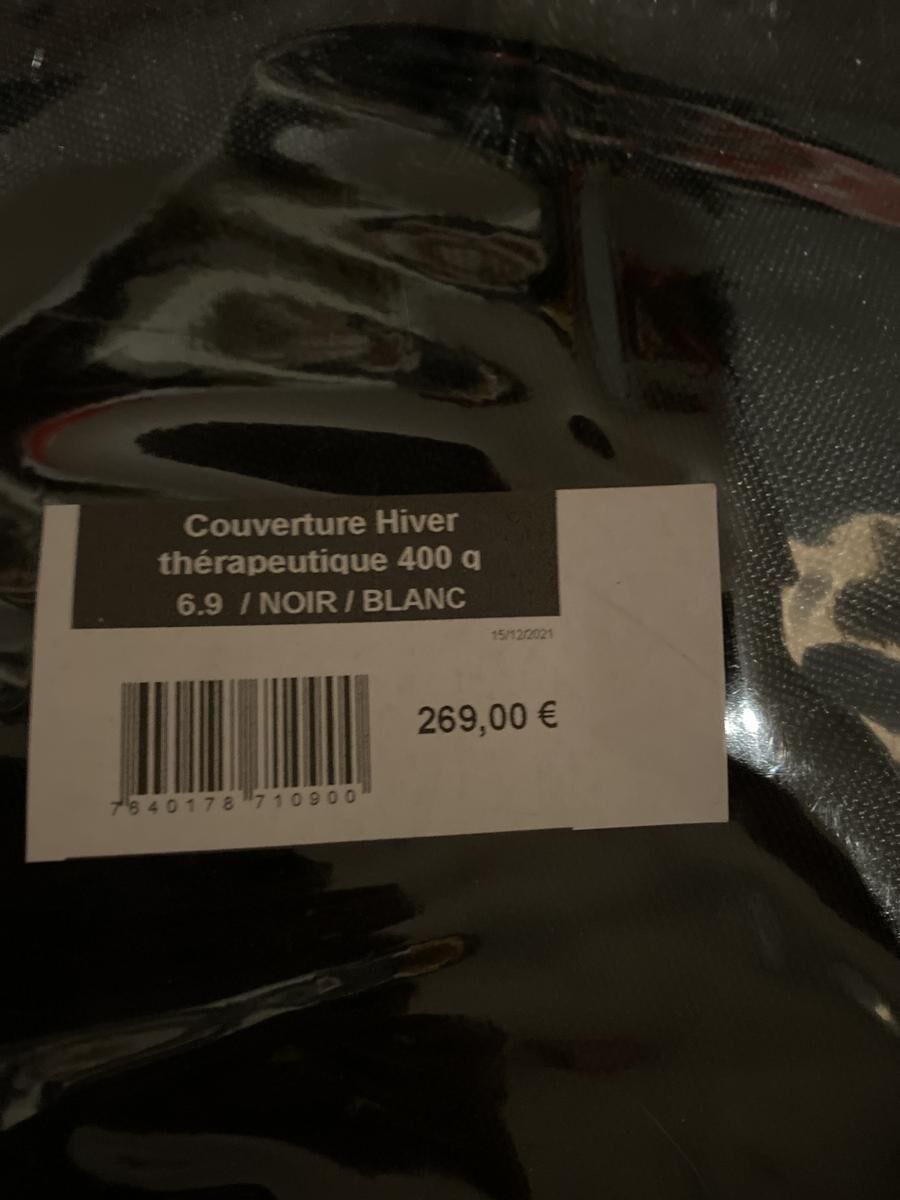 Couverture Hiver
thérapeutique 400 g
6.9 / NOIR / BLANC
15/12/2021
269,00 €
7640178 710900